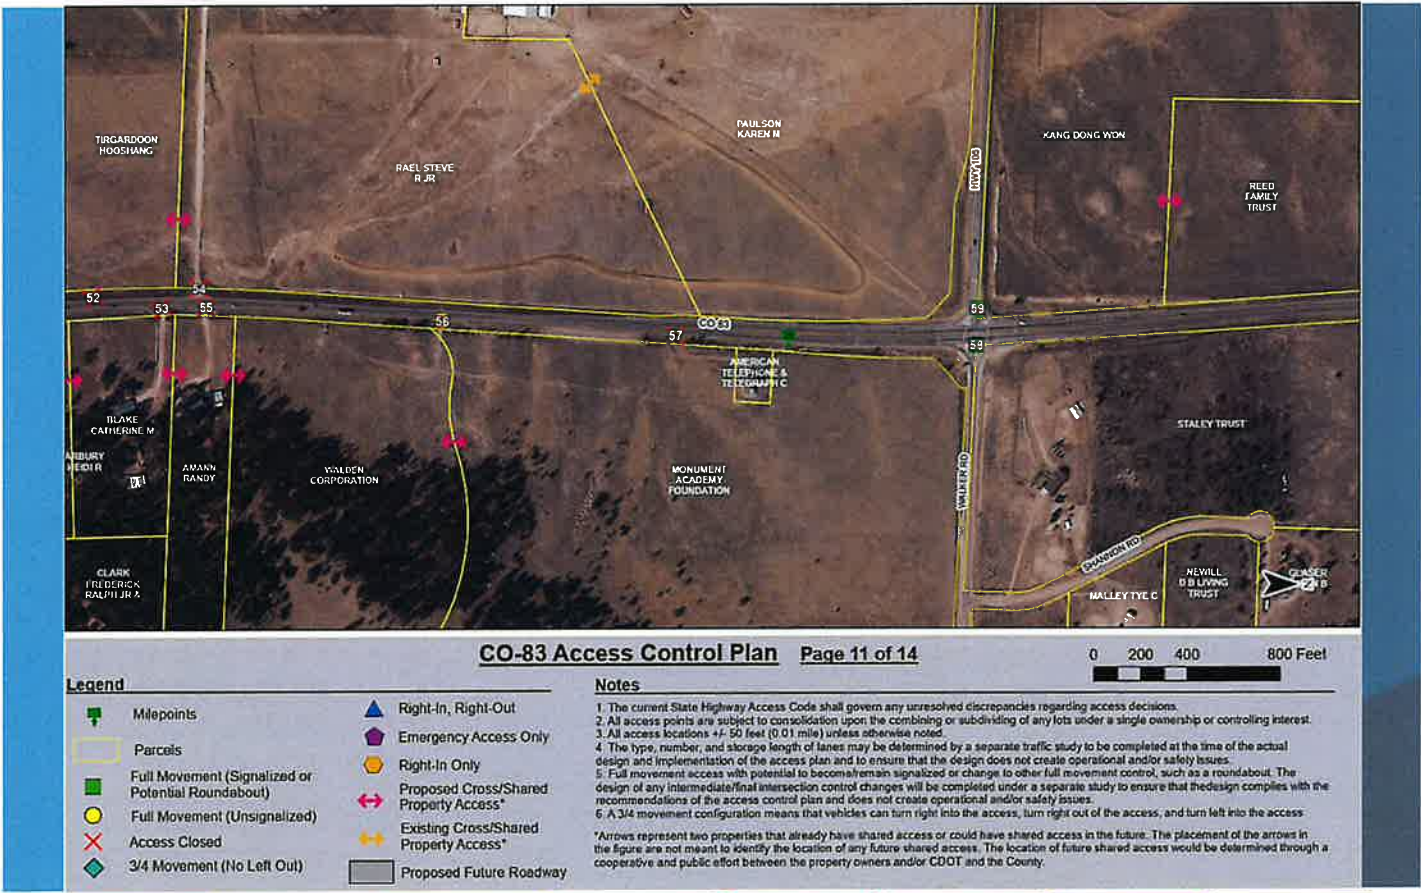 TIRGARDOON
HOOSHANG
RAEL STEVE
R JR
PAULSON
KAREN M
HWY 105
KANG DONG WON
REED
FAMILY
TRUST
52
53
54
55
56
57
CO 83
59
58
AMERICAN
TELEPHONE &
TELEGRAPH C
BLAKE
CATHERINE M
ARBURY
HEIDI R
AMANN
RANDY
WALDEN
CORPORATION
MONUMENT
ACADEMY
FOUNDATION
WALKER RD
STALEY TRUST
SHANNON RD
CLARK
FREDERICK
RALPH JR &
MALLEY TYE C
NEWILL
D B LIVING
TRUST
GLASER
CO-83 Access Control Plan Page 11 of 14
0 200 400 800 Feet
Legend
Milepoints
Parcels
Full Movement (Signalized or
Potential Roundabout)
Full Movement (Unsignalized)
Access Closed
3/4 Movement (No Left Out)
Right-In, Right-Out
Emergency Access Only
Right-In Only
Proposed Cross/Shared
Property Access*
Existing Cross/Shared
Property Access*
Proposed Future Roadway
Notes
1. The current State Highway Access Code shall govern any unresolved discrepancies regarding access decisions.
2. All access points are subject to consolidation upon the combining or subdividing of any lots under a single ownership or controlling interest.
3. All access locations +/- 50 feet (0.01 mile) unless otherwise noted.
4. The type, number, and storage length of lanes may be determined by a separate traffic study to be completed at the time of the actual
design and implementation of the access plan and to ensure that the design does not create operational and/or safety issues.
5. Full movement access with potential to become/remain signalized or change to other full movement control, such as a roundabout. The
design of any intermediate/final intersection control changes will be completed under a separate study to ensure that thedesign complies with the
recommendations of the access control plan and does not create operational and/or safety issues.
6. A 3/4 movement configuration means that vehicles can turn right into the access, turn right out of the access, and turn left into the access
*Arrows represent two properties that already have shared access or could have shared access in the future. The placement of the arrows in
the figure are not meant to identify the location of any future shared access. The location of future shared access would be determined through a
cooperative and public effort between the property owners and/or CDOT and the County.